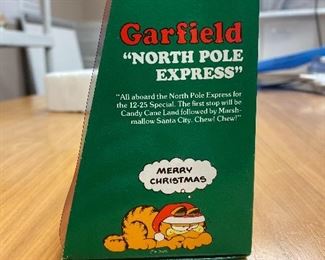 Garfield
"NORTH POLE
EXPRESS"
"All aboard the North Pole Express for
the 12-25 Special. The first stop will be
Candy Cane Land followed by Marsh-
mallow Santa City. Chew! Chew!"
MERRY
CHRISTMAS